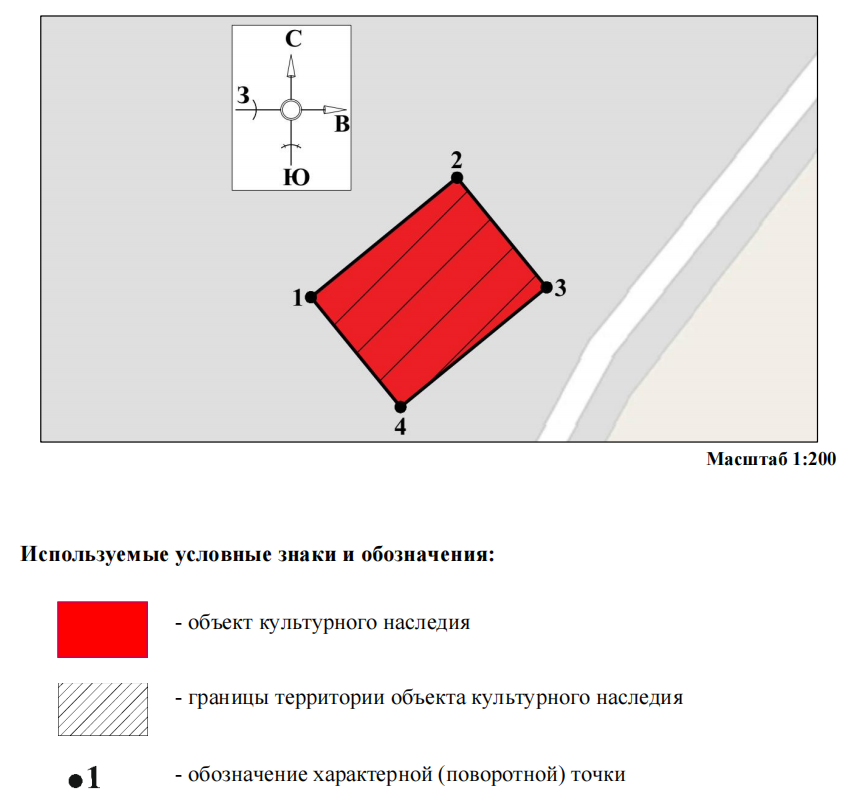 С
З
В
Ю
2
1
3
4
Масштаб 1:200
Используемые условные знаки и обозначения:
- объект культурного наследия
- границы территории объекта культурного наследия
1
- обозначение характерной (поворотной) точки